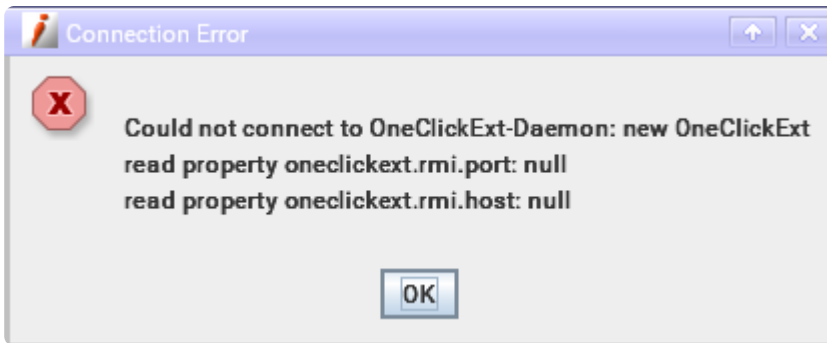 Connection Error
Could not connect to OneClickExt-Daemon: new OneClickExt
read property oneclickext.rmi.port: null
read property oneclickext.rmi.host: null
OK